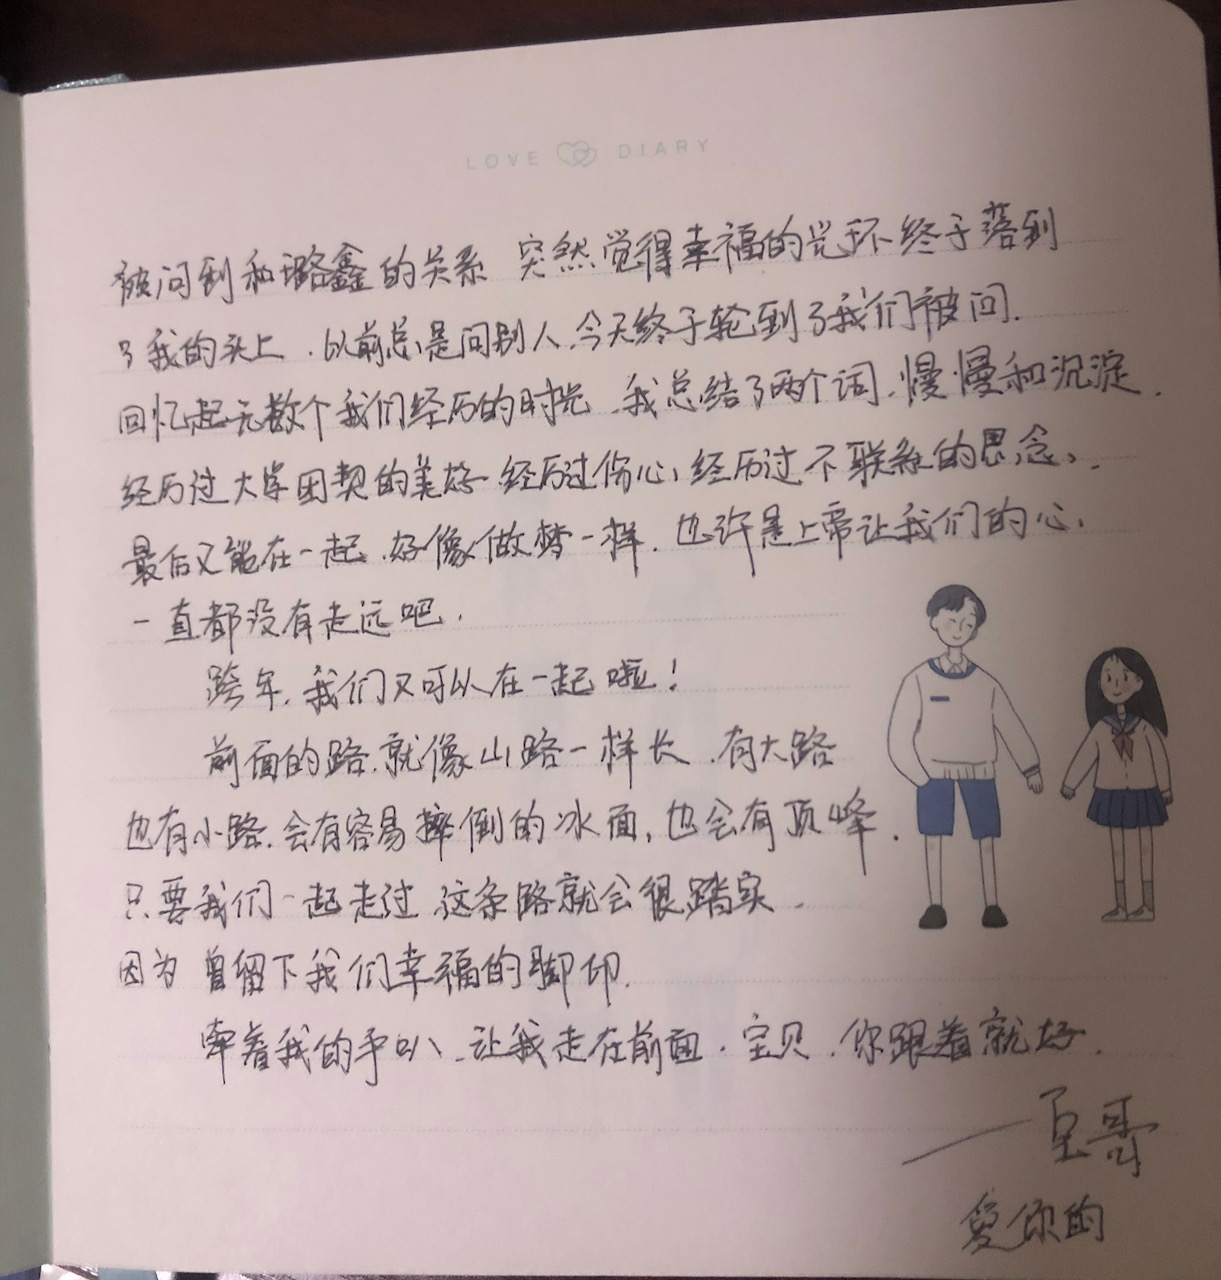 LOVE DIARY
被问到和璐鑫的关系 突然觉得幸福的光环终于落到
了我的头上，以前总是问别人，今天终于轮到了我们被问.
回忆起无数个我们经历的时光，我总结了两个词，慢慢和沉淀.
经历过大学团契的美好，经历过伤心，经历过不联系的思念，
最后又能在一起，好像做梦一样，也许是上帝让我们的心，
一直都没有走远吧.
跨年，我们又可以在一起啦！
前面的路，就像山路一样长，有大路
也有小路，会有容易摔倒的冰面，也会有顶峰.
只要我们一起走过，这条路就会很踏实.
因为 曾留下我们幸福的脚印.
牵着我的手叭，让我走在前面. 宝贝，你跟着就好.
——至哥
爱你的